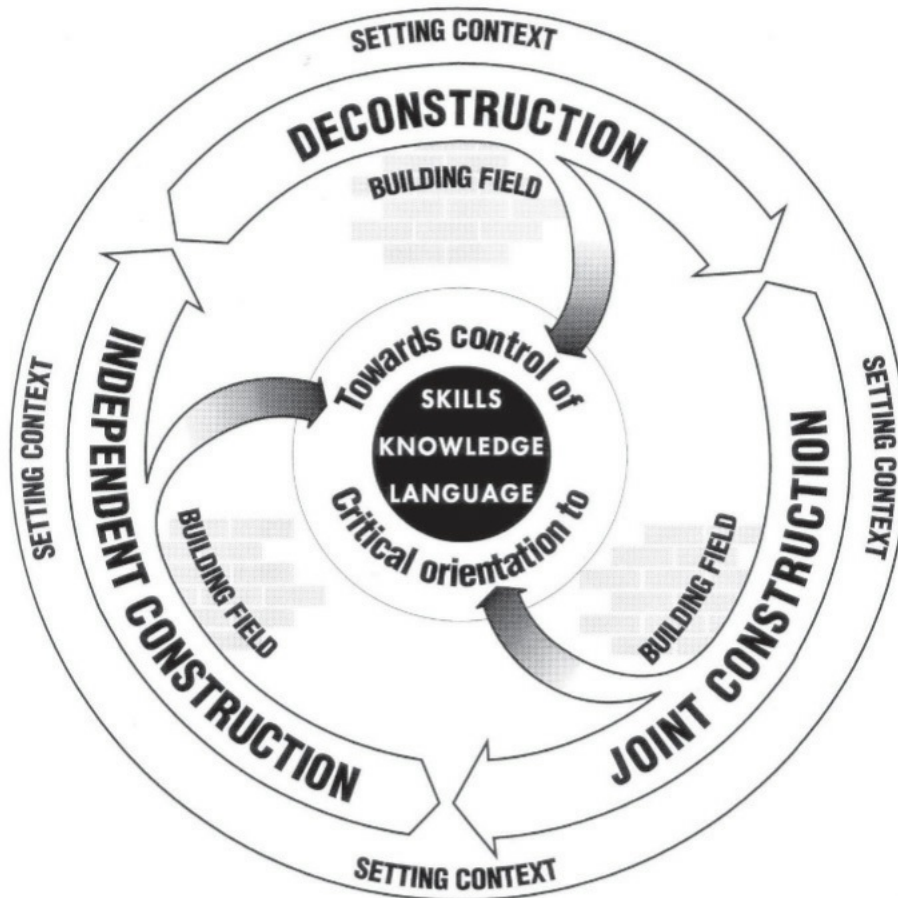 SETTING CONTEXT
DECONSTRUCTION
BUILDING FIELD
Towards control of
SKILLS
KNOWLEDGE
LANGUAGE
Critical orientation to
SETTING CONTEXT
INDEPENDENT CONSTRUCTION
BUILDING FIELD
BUILDING FIELD
JOINT CONSTRUCTION
SETTING CONTEXT
SETTING CONTEXT